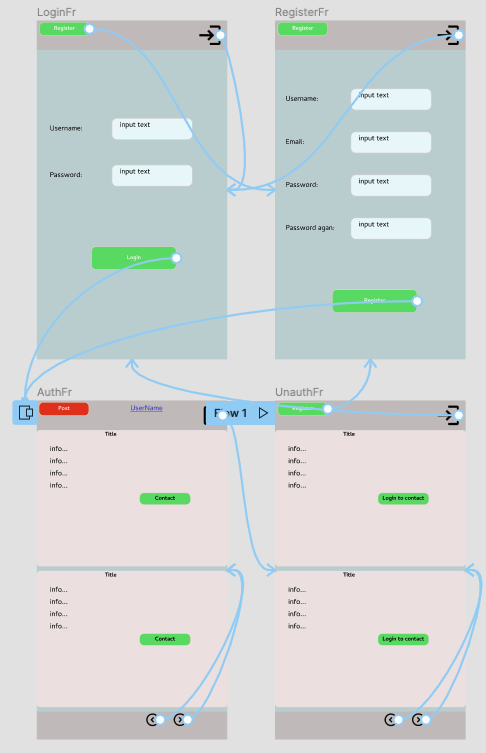 LoginFr
Register
Username:
input text
Password:
input text
Login
RegisterFr
Register
Username:
input text
Email:
input text
Password:
input text
Password agan:
input text
Register
AuthFr
Post
UserName
Flow 1
Title
info...
info...
info...
info...
Contact
Title
info...
info...
info...
info...
Contact
UnauthFr
Register
Title
info...
info...
info...
info...
Login to contact
Title
info...
info...
info...
info...
Login to contact